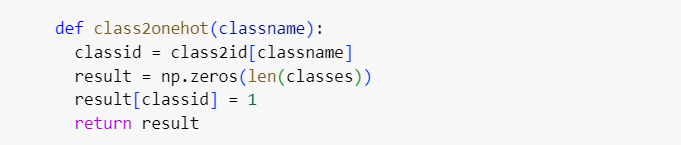 def class2onehot(classname):
  classid = class2id[classname]
  result = np.zeros(len(classes))
  result[classid] = 1
  return result